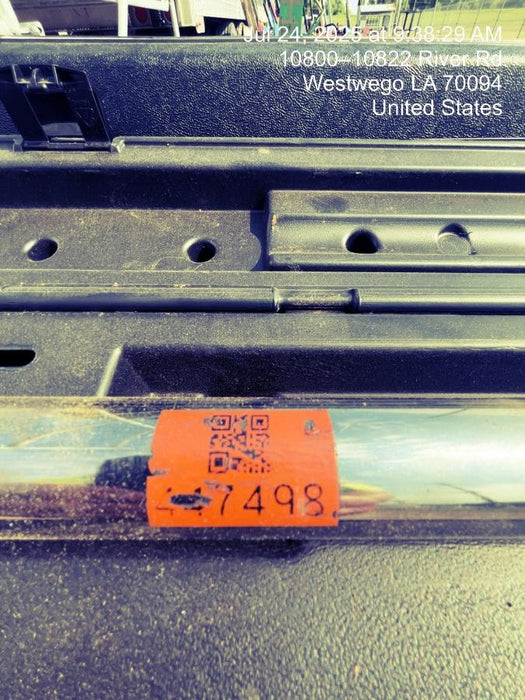 Jul 24, 2025 at 9:38:29 AM
10800–10822 River Rd
Westwego LA 70094
United States
7498